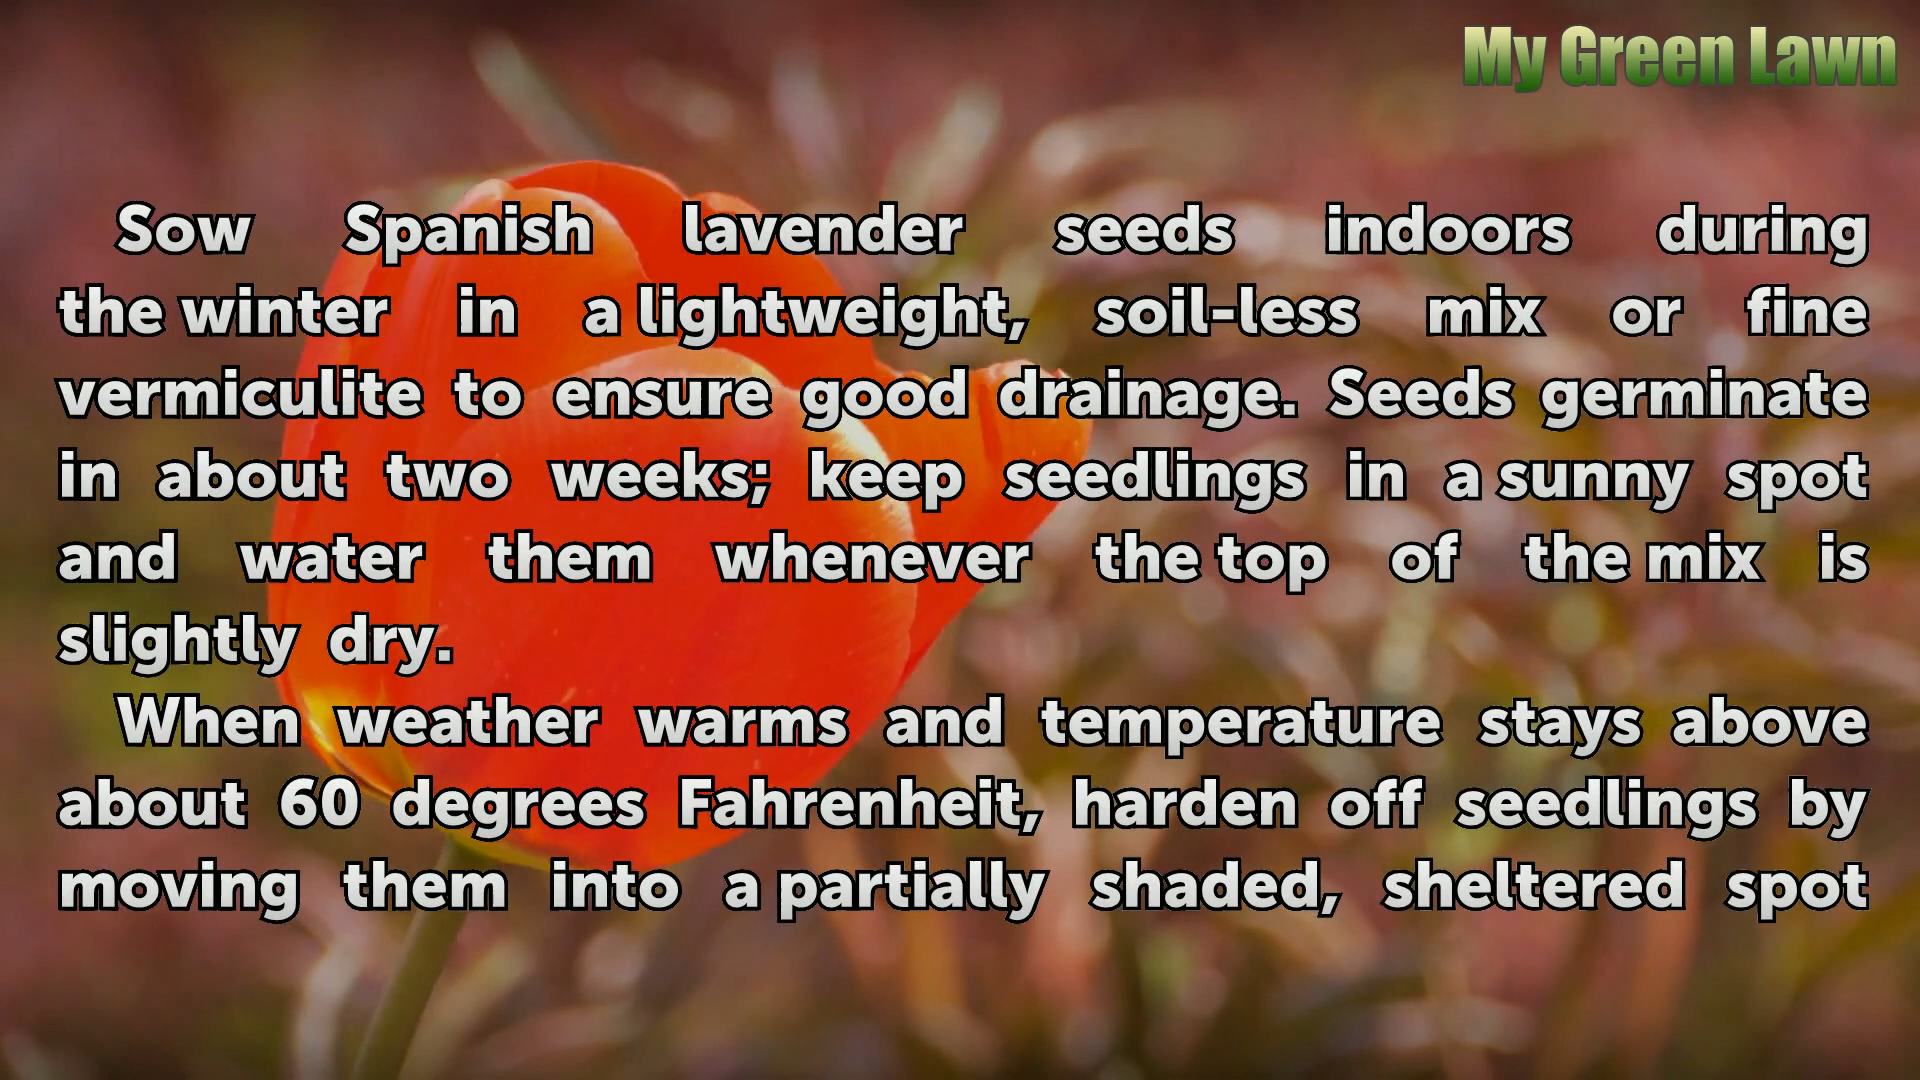 My Green Lawn
Sow Spanish lavender seeds indoors during
the winter in a lightweight, soil-less mix or fine
vermiculite to ensure good drainage. Seeds germinate
in about two weeks; keep seedlings in a sunny spot
and water them whenever the top of the mix is
slightly dry.
When weather warms and temperature stays above
about 60 degrees Fahrenheit, harden off seedlings by
moving them into a partially shaded, sheltered spot